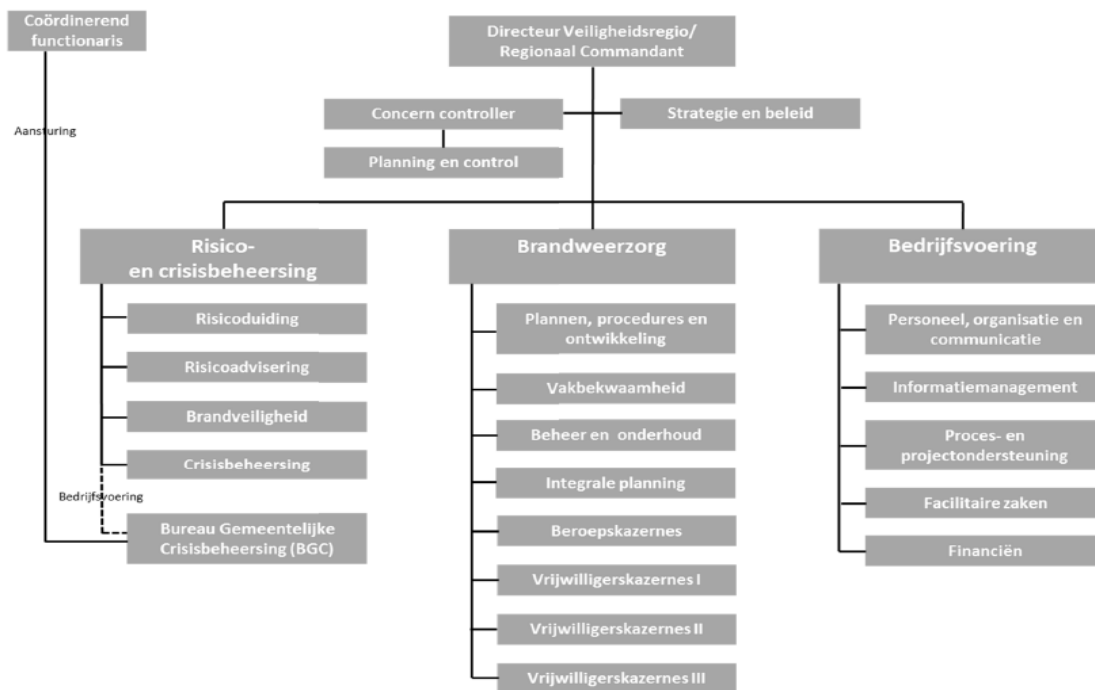 Coördinerend
functionaris
Directeur Veiligheidsregio/
Regionaal Commandant
Concern controller
Strategie en beleid
Aansturing
Planning en control
Risico-
en crisisbeheersing
Brandweerzorg
Bedrijfsvoering
Risicoduiding
Risicoadvisering
Brandveiligheid
Crisisbeheersing
Bedrijfsvoering
Bureau Gemeentelijke
Crisisbeheersing (BGC)
Plannen, procedures en
ontwikkeling
Vakbekwaamheid
Beheer en onderhoud
Integrale planning
Beroepskazernes
Vrijwilligerskazernes I
Vrijwilligerskazernes II
Vrijwilligerskazernes III
Personeel, organisatie en
communicatie
Informatiemanagement
Proces- en
projectondersteuning
Facilitaire zaken
Financiën